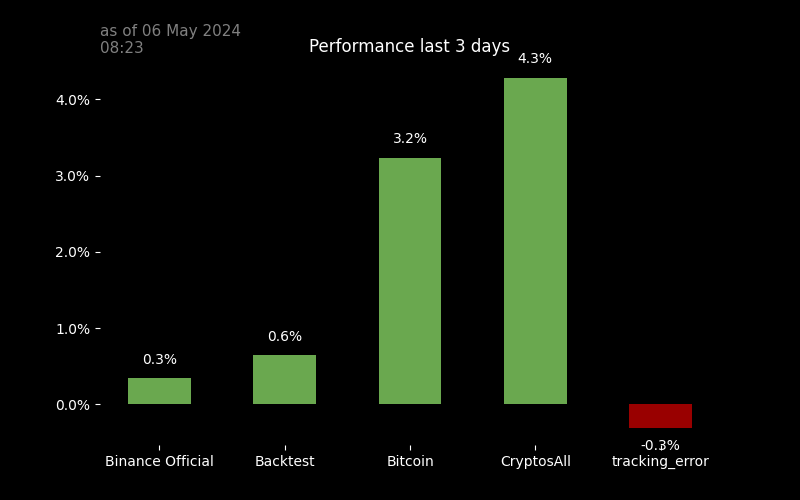 as of 06 May 2024
08:23
Performance last 3 days
4.3%
4.0%
3.2%
3.0%
2.0%
1.0%
0.6%
0.3%
0.0%
-0.3%
Binance Official
Backtest
Bitcoin
CryptosAll
tracking_error